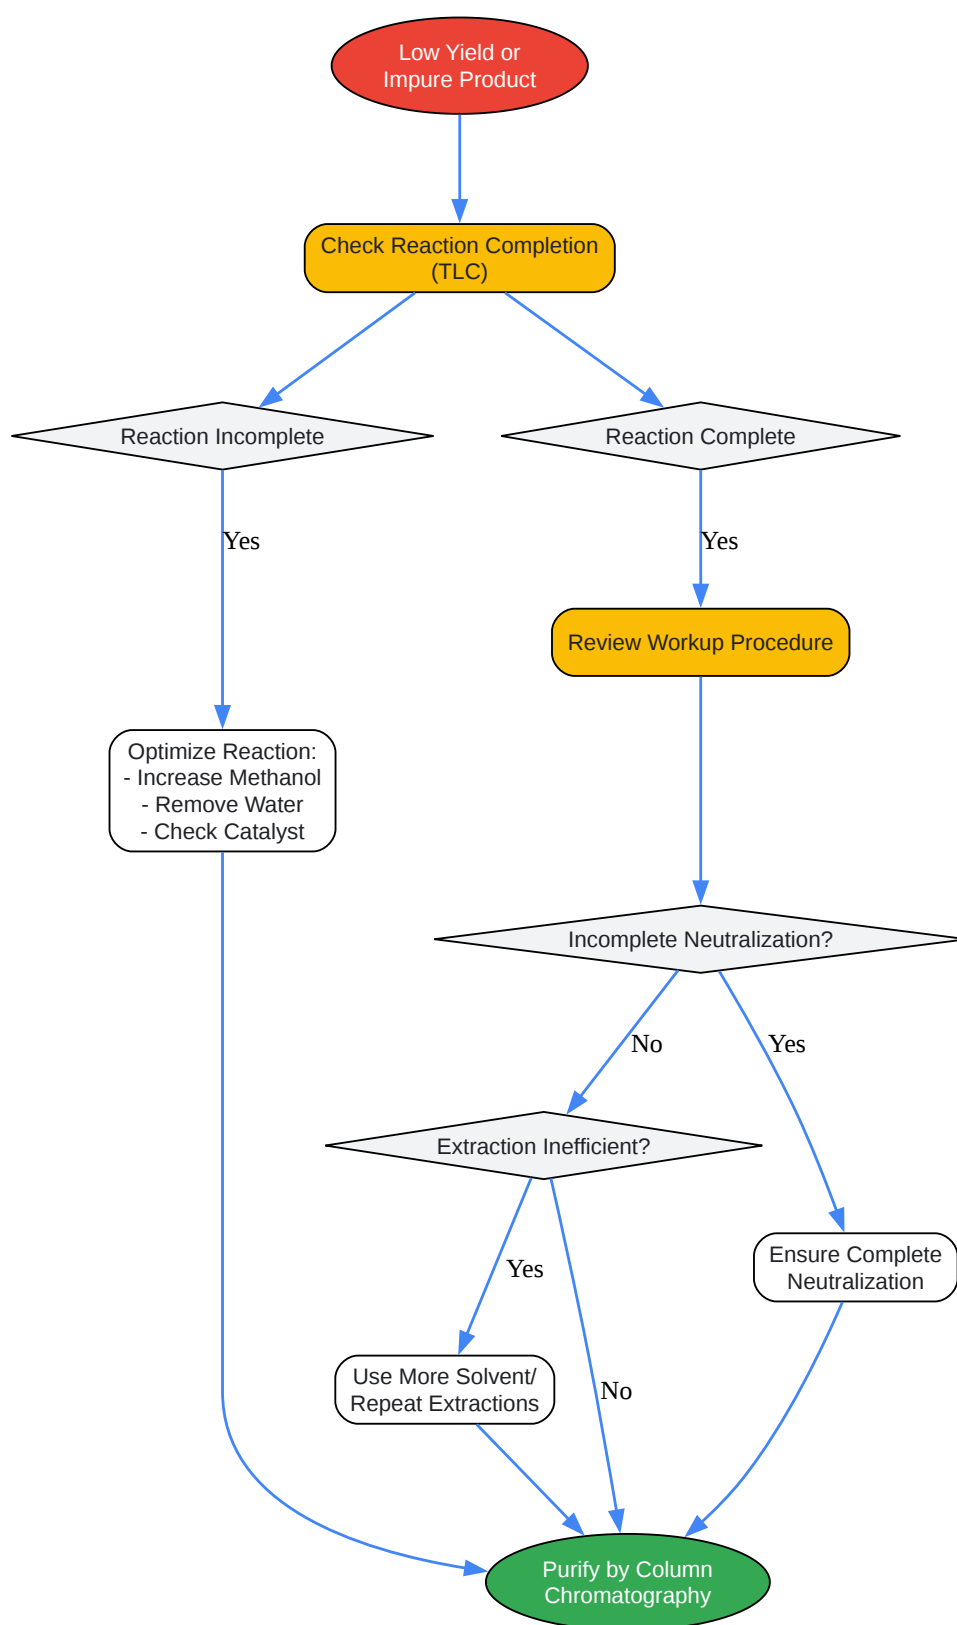 Low Yield or
Impure Product
Check Reaction Completion
(TLC)
Reaction Incomplete
Reaction Complete
Yes
Yes
Review Workup Procedure
Optimize Reaction:
- Increase Methanol
- Remove Water
- Check Catalyst
Incomplete Neutralization?
No
Yes
Extraction Inefficient?
Ensure Complete
Neutralization
Yes
Use More Solvent/
Repeat Extractions
No
Purify by Column
Chromatography